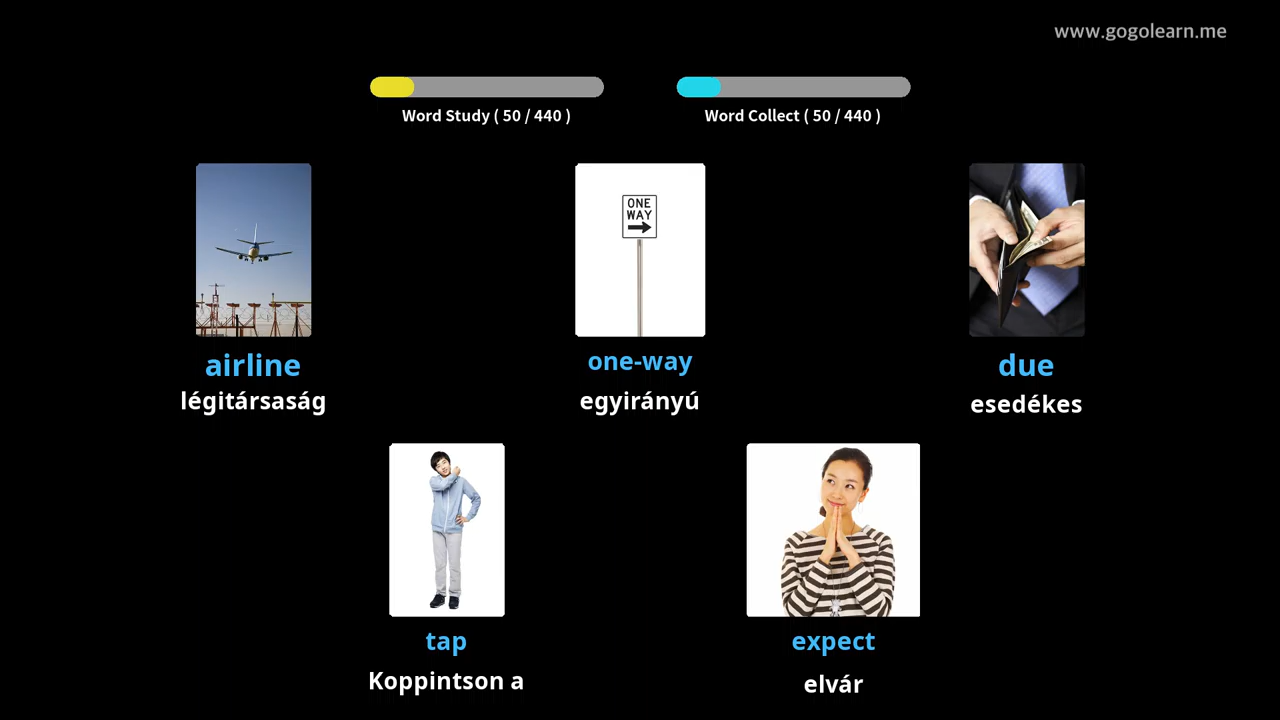 www.gogolearn.me
Word Study ( 50 / 440 )
Word Collect ( 50 / 440 )
ONE
WAY
airline
légitársaság
one-way
egyirányú
due
esedékes
tap
Koppintson a
expect
elvár